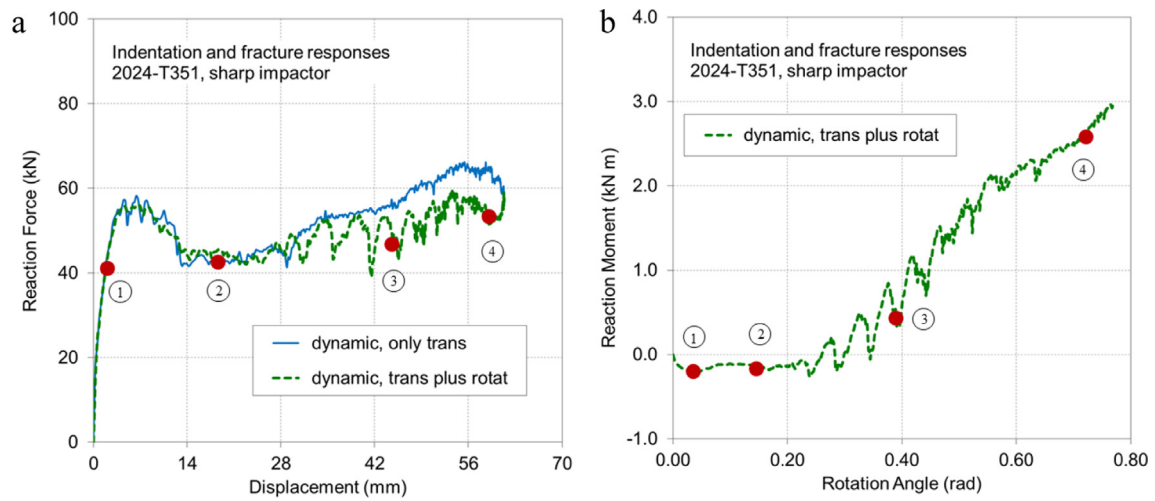 a
Indentation and fracture responses
2024-T351, sharp impactor
100
80
60
40
20
0
Reaction Force (kN)
1
2
3
4
dynamic, only trans
dynamic, trans plus rotat
0 14 28 42 56 70
Displacement (mm)
b
Indentation and fracture responses
2024-T351, sharp impactor
dynamic, trans plus rotat
4.0
3.0
2.0
1.0
0.0
-1.0
Reaction Moment (kN m)
1
2
3
4
0.00 0.20 0.40 0.60 0.80
Rotation Angle (rad)